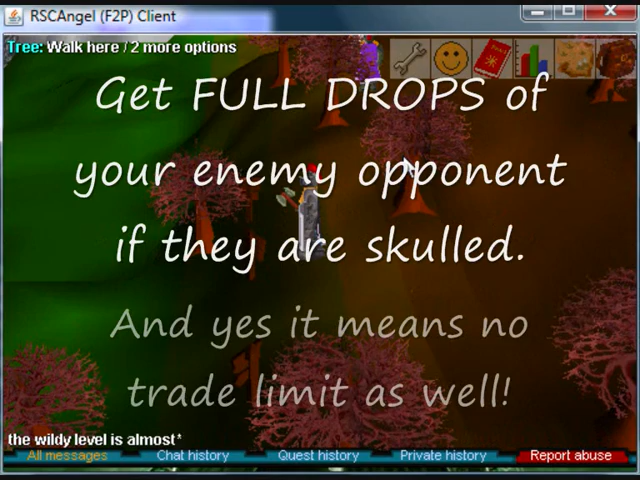 RSCAngel (F2P) Client
Tree: Walk here / 2 more options
Get FULL DROPS of
your enemy opponent
if they are skulled.
And yes it means no
trade limit as well!
the wildy level is almost*
All messages
Chat history
Quest history
Private history
Report abuse